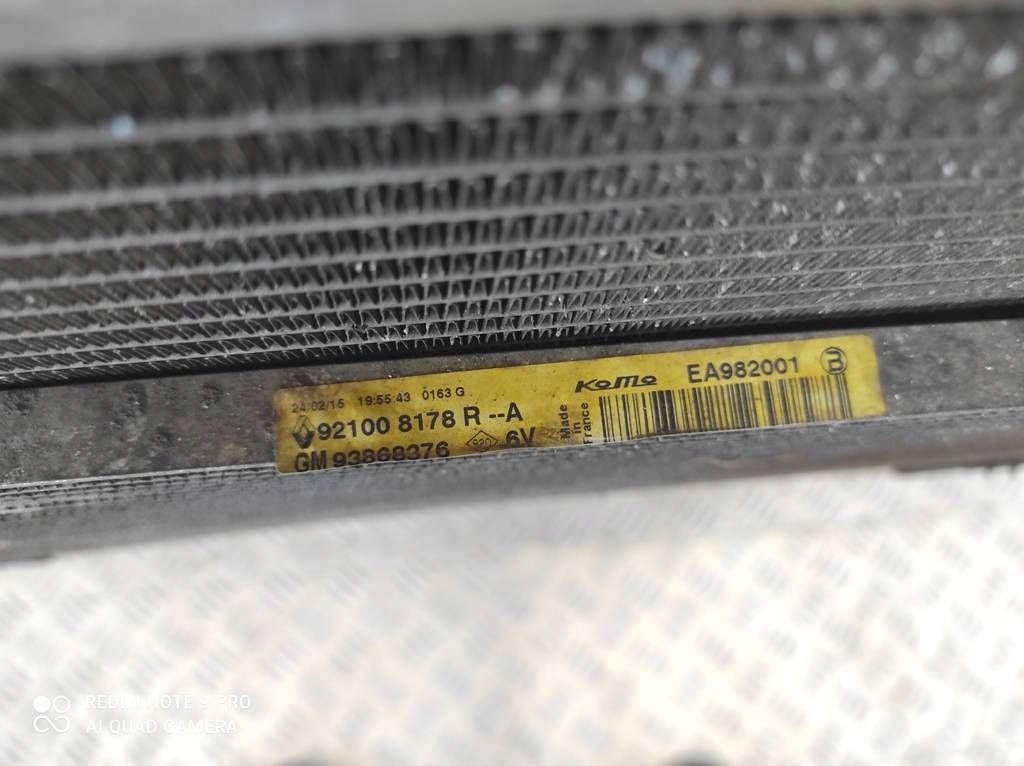 24/02/15 19:55:43 0163 G
KoMo EA982001 B
92100 8178 R --A
GM 93868376 6V
Made
in
France
REDMI NOTE 9 PRO
AI QUAD CAMERA